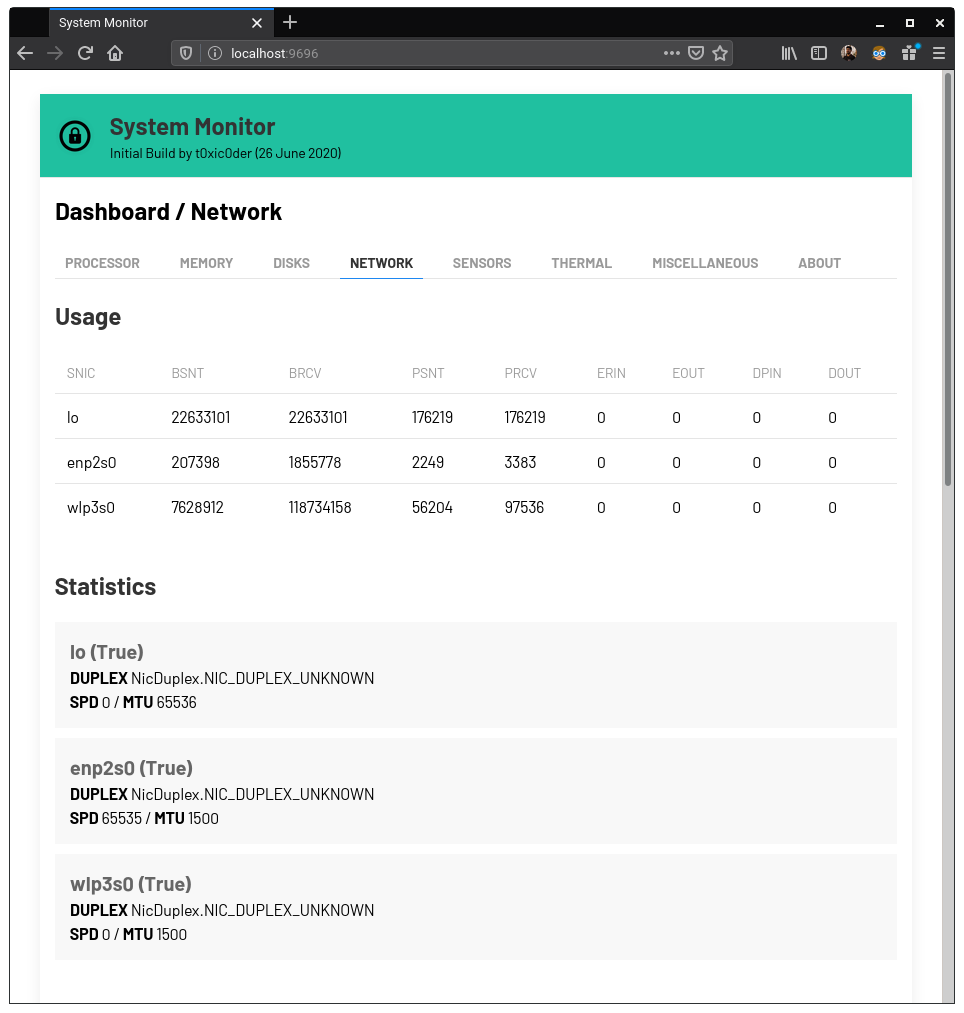 System Monitor
localhost:9696
System Monitor
Initial Build by t0xic0der (26 June 2020)
Dashboard / Network
PROCESSOR MEMORY DISKS NETWORK SENSORS THERMAL MISCELLANEOUS ABOUT
Usage
SNIC BSNT BRCV PSNT PRCV ERIN EOUT DPIN DOUT
lo 22633101 22633101 176219 176219 0 0 0 0
enp2s0 207398 1855778 2249 3383 0 0 0 0
wlp3s0 7628912 118734158 56204 97536 0 0 0 0
Statistics
lo (True)
DUPLEX NicDuplex.NIC_DUPLEX_UNKNOWN
SPD 0 / MTU 65536
enp2s0 (True)
DUPLEX NicDuplex.NIC_DUPLEX_UNKNOWN
SPD 65535 / MTU 1500
wlp3s0 (True)
DUPLEX NicDuplex.NIC_DUPLEX_UNKNOWN
SPD 0 / MTU 1500